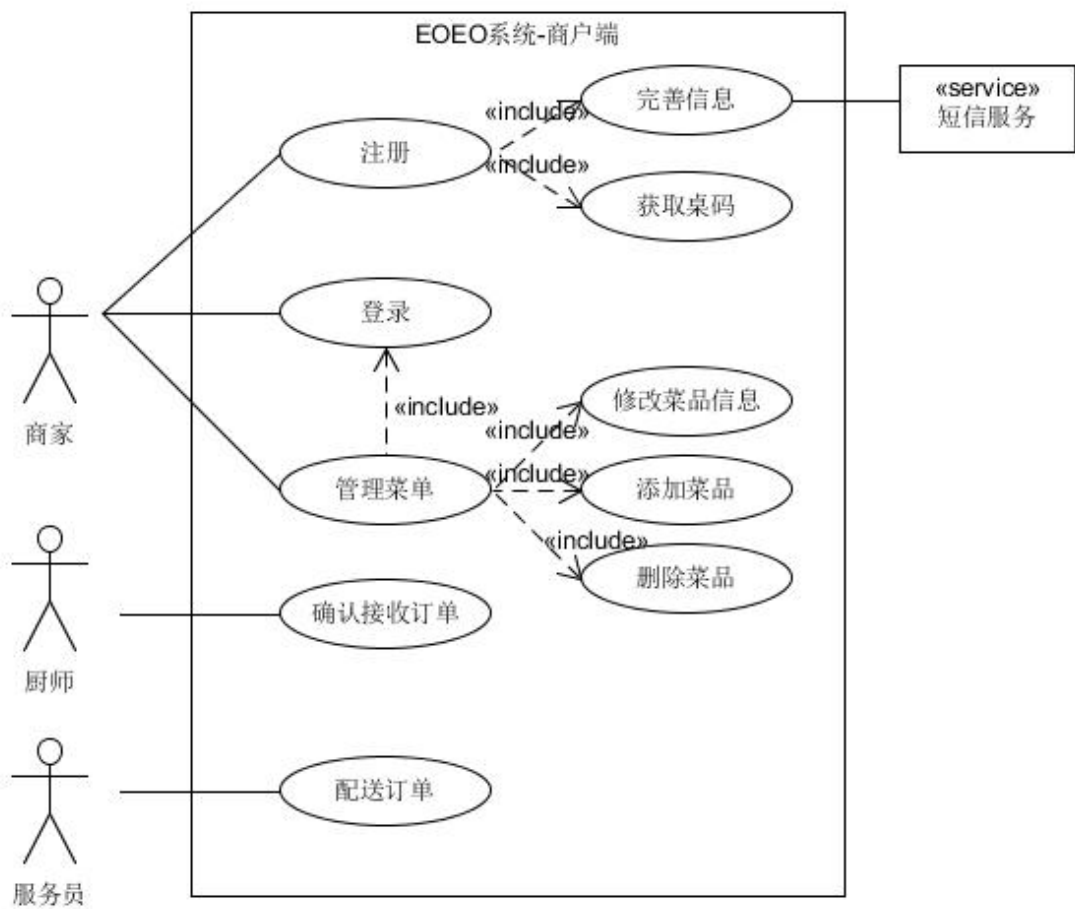 EOEO系统-商户端
完善信息
«service»
短信服务
«include»
注册
«include»
获取桌码
登录
商家
«include»
修改菜品信息
«include»
管理菜单
«include»
添加菜品
«include»
删除菜品
确认接收订单
厨师
配送订单
服务员